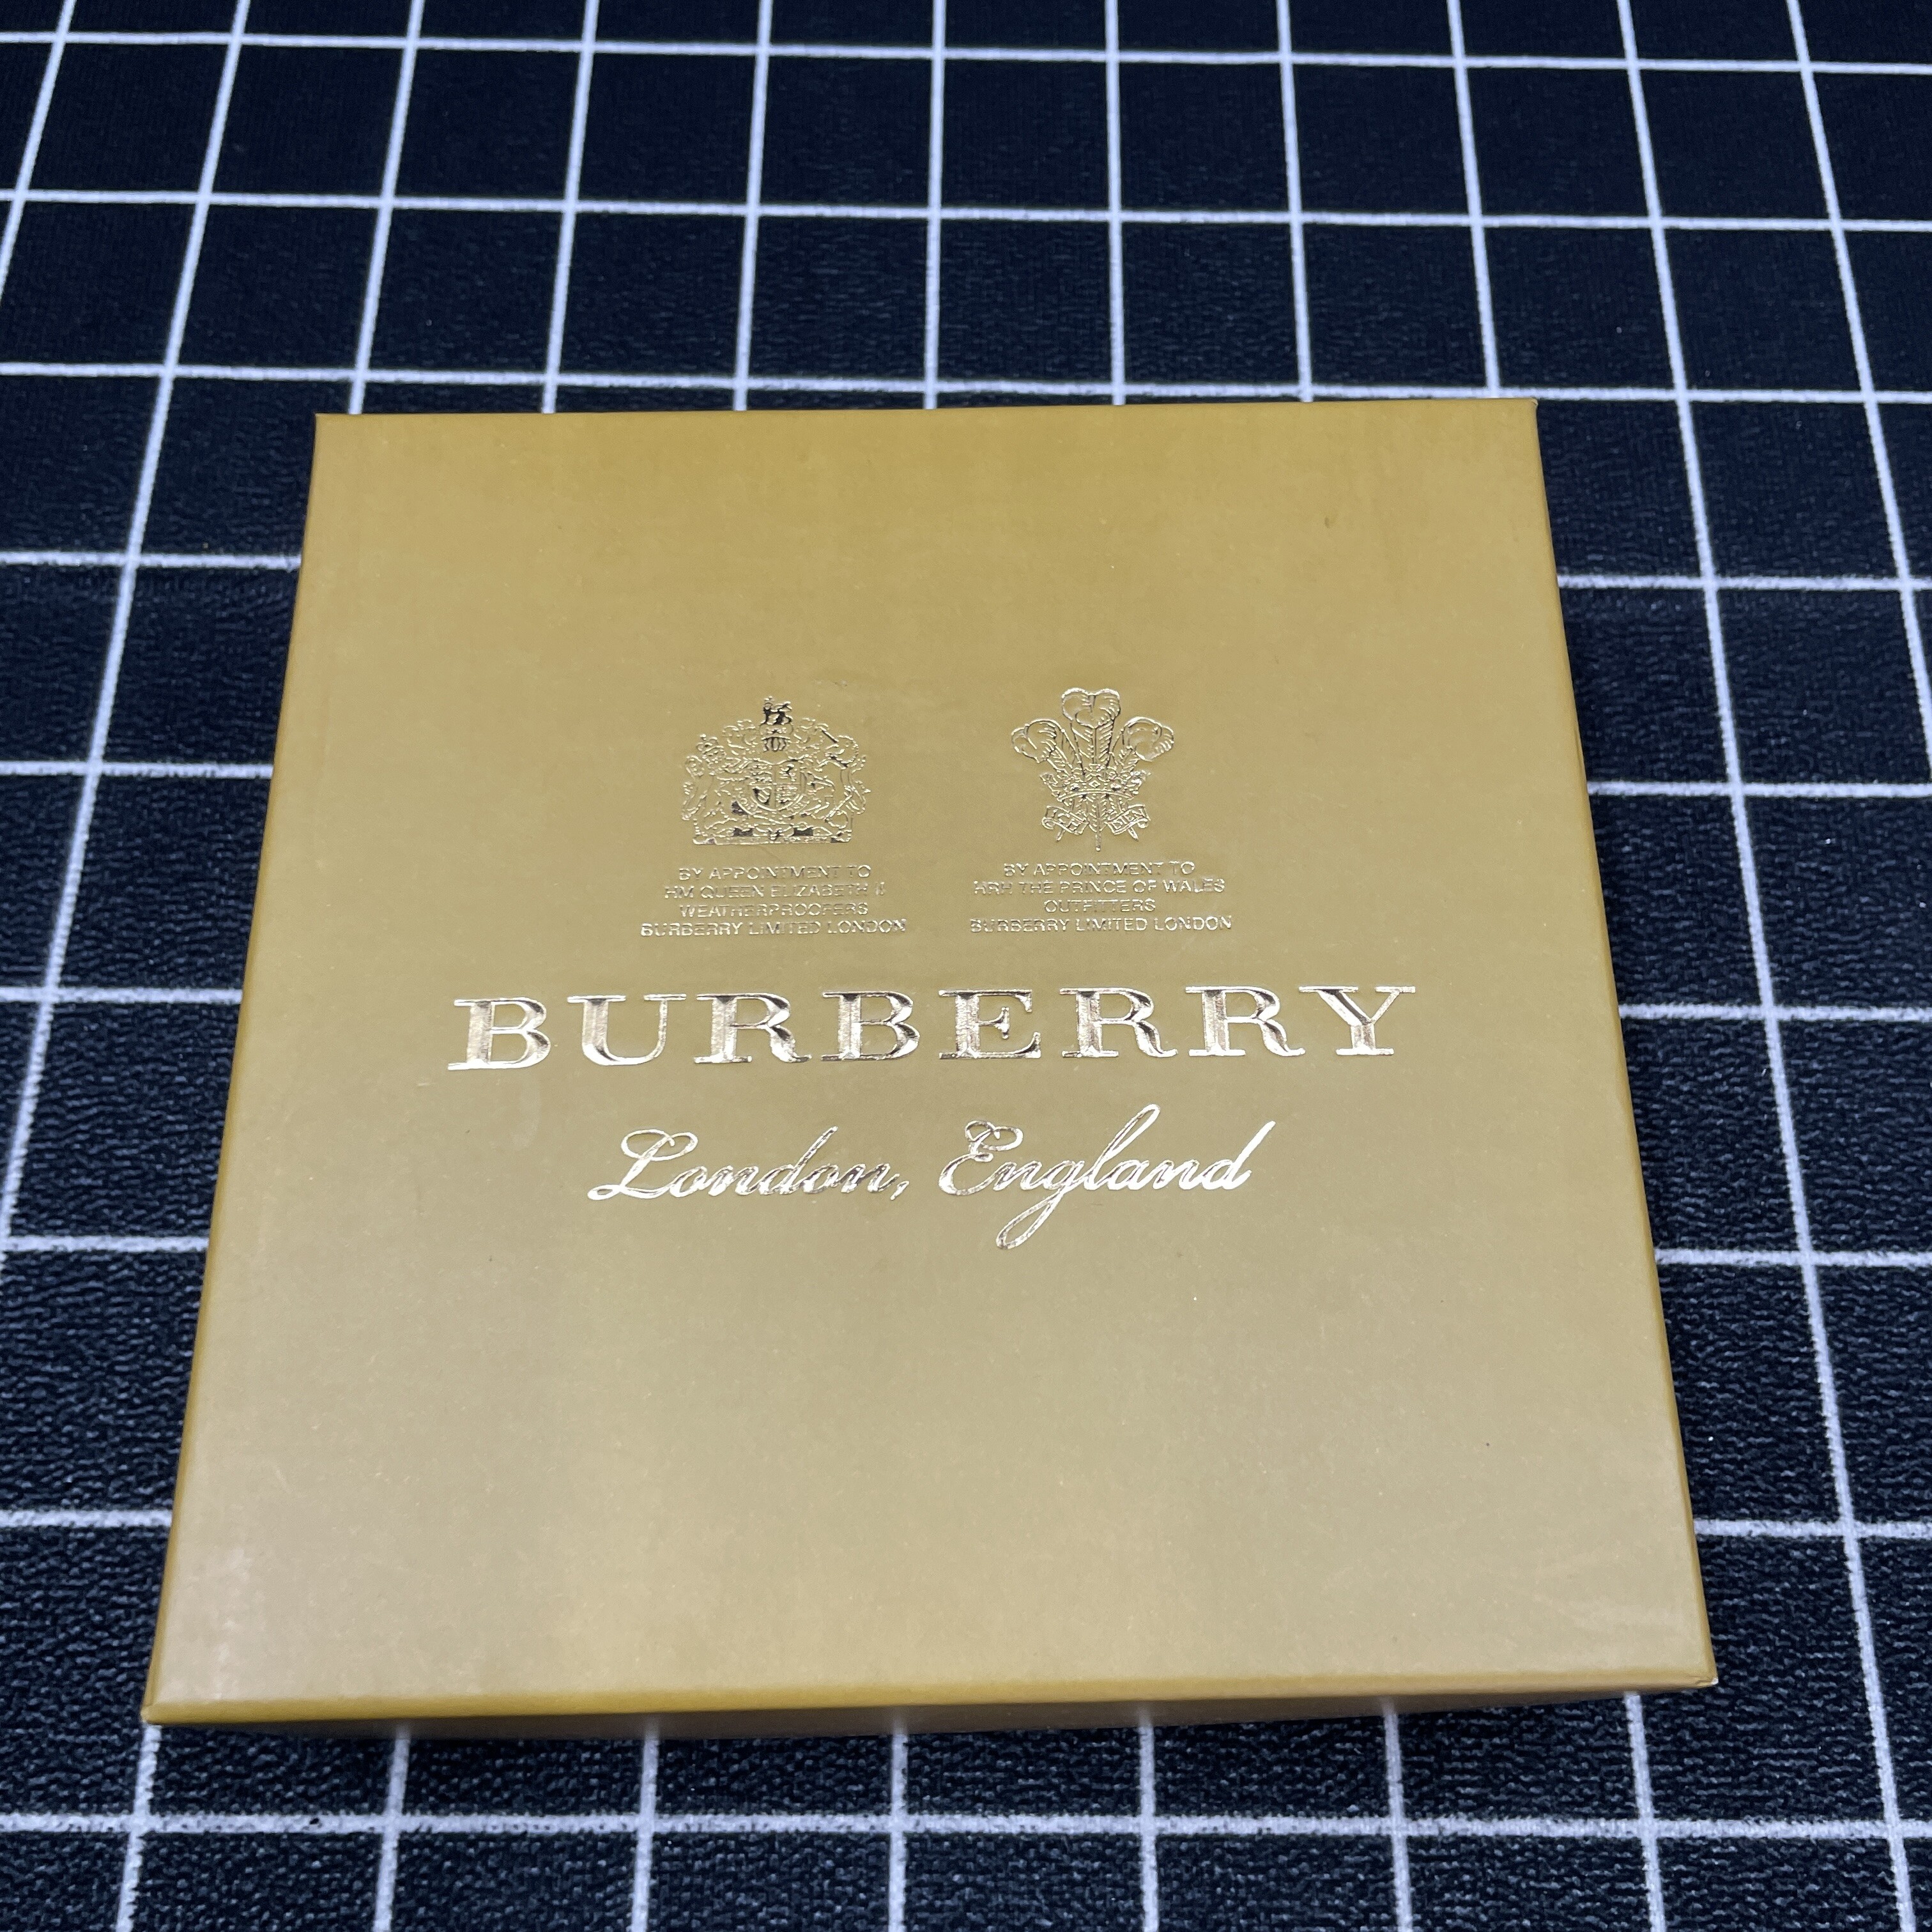 BY APPOINTMENT TO
HM QUEEN ELIZABETH II
WEATHERPROOFERS
BURBERRY LIMITED LONDON
BY APPOINTMENT TO
HRH THE PRINCE OF WALES
OUTFITTERS
BURBERRY LIMITED LONDON
BURBERRY
London, England